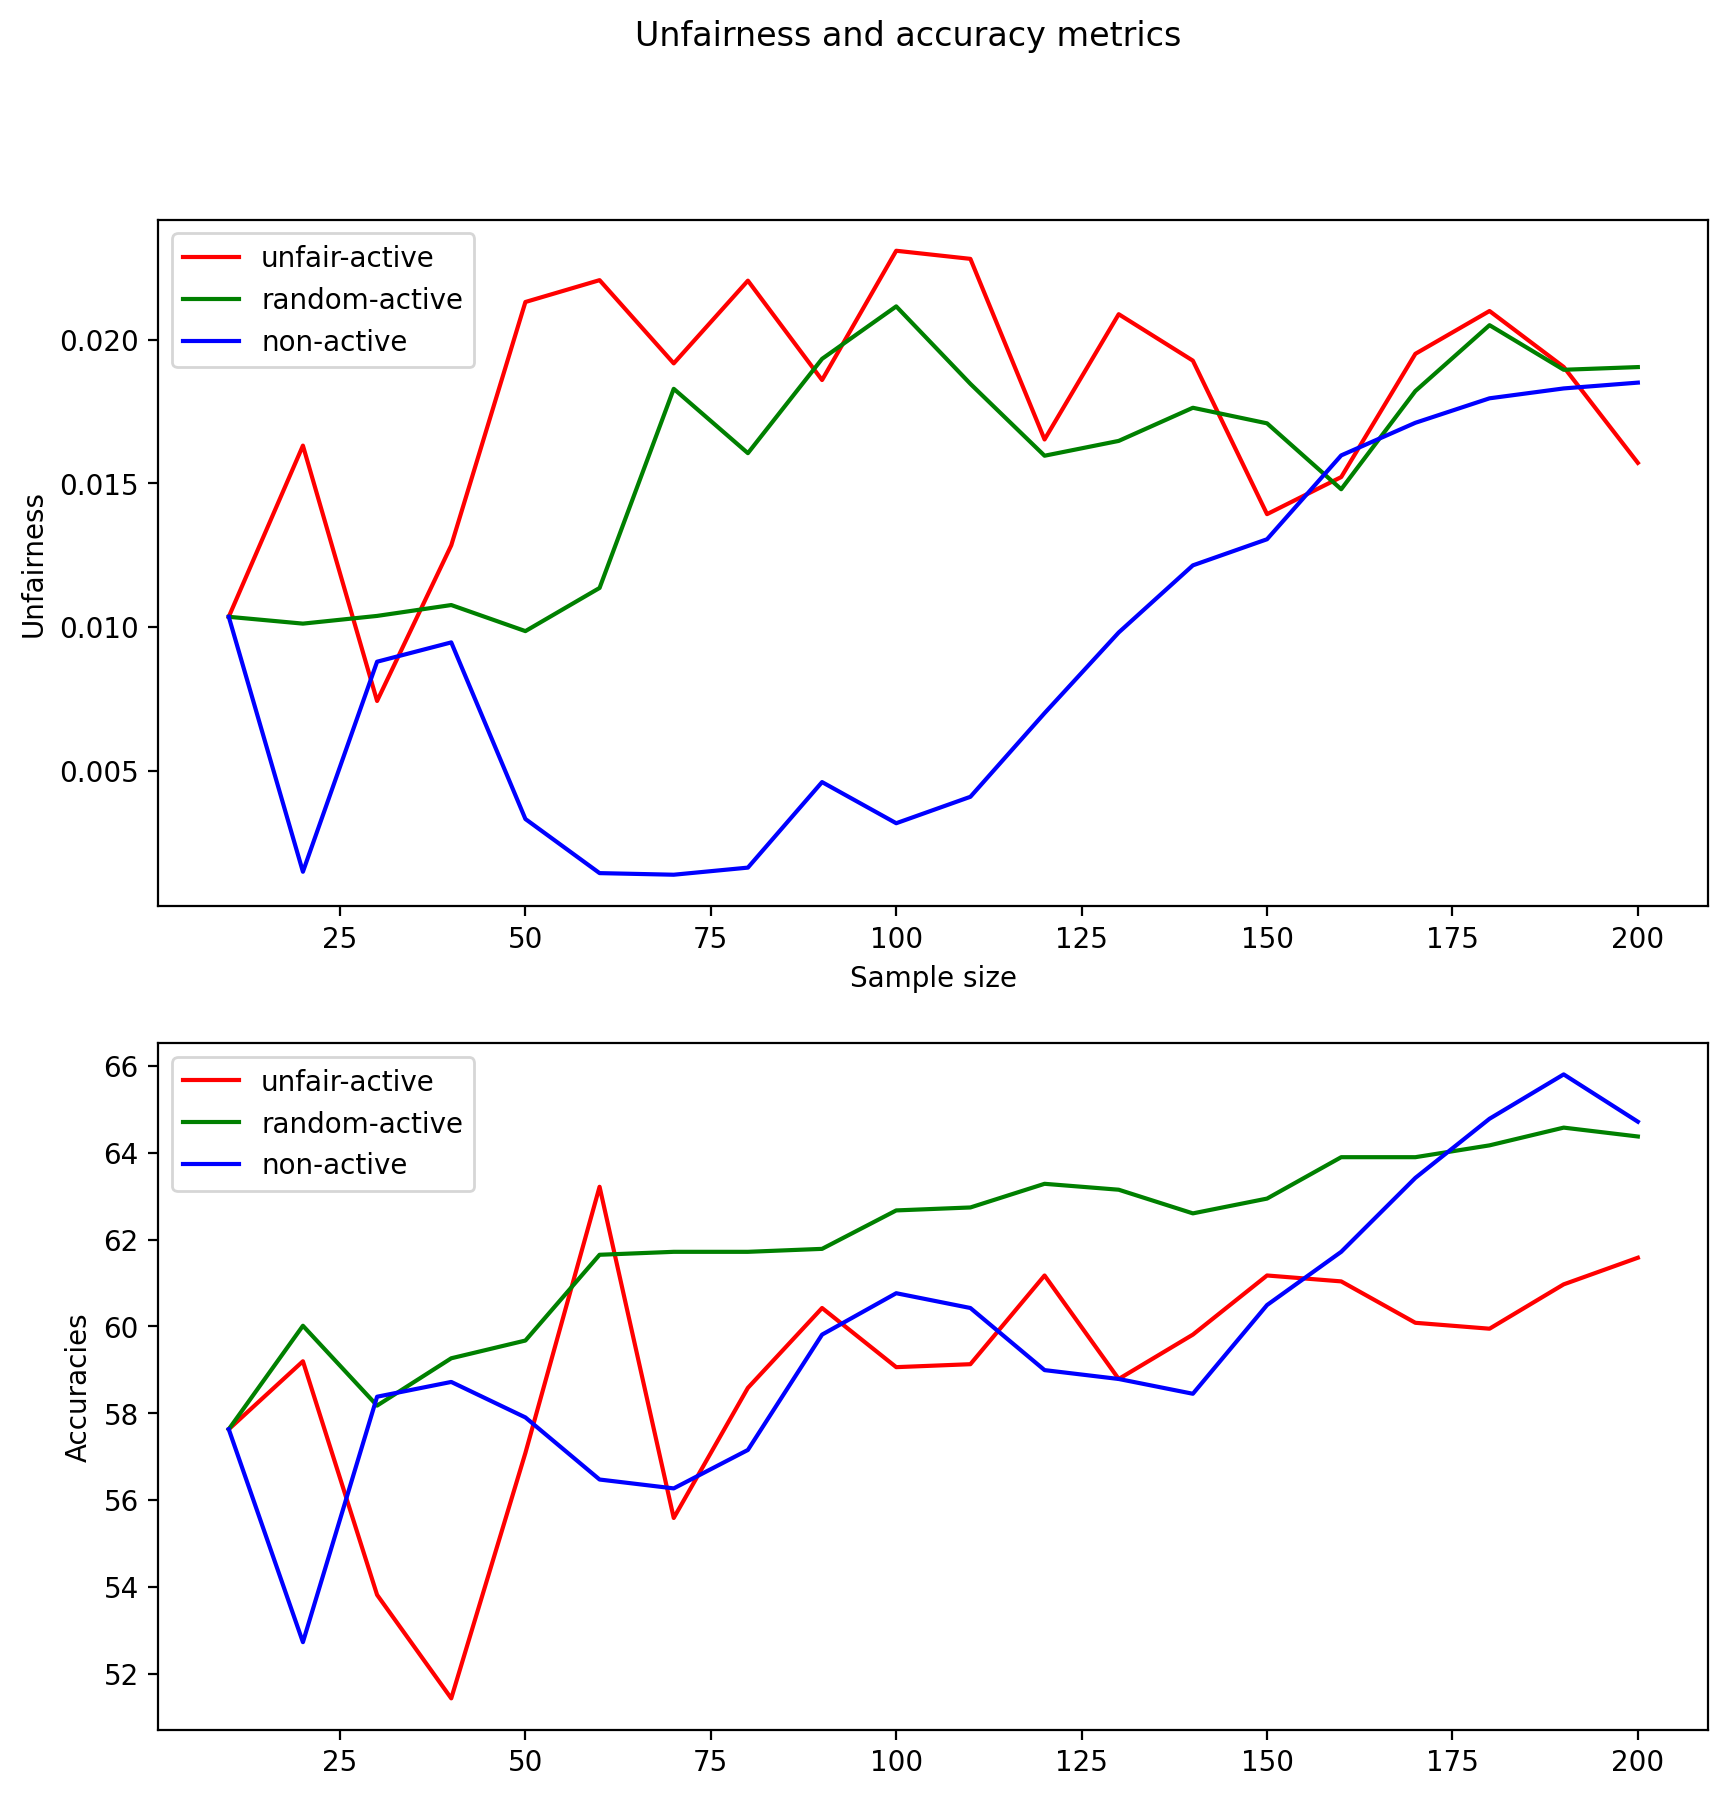 Unfairness and accuracy metrics
unfair-active
random-active
non-active
0.020
0.015
0.010
0.005
Unfairness
25 50 75 100 125 150 175 200
Sample size
unfair-active
random-active
non-active
66
64
62
60
58
56
54
52
Accuracies
25 50 75 100 125 150 175 200